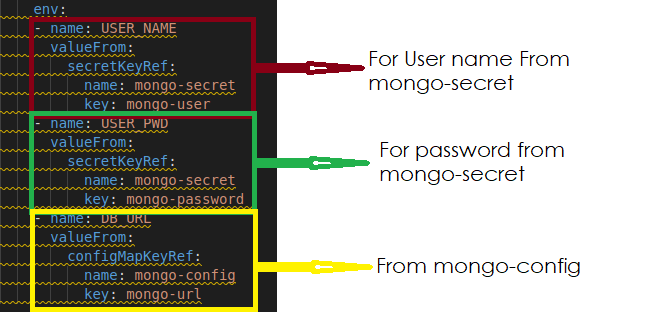 env:
- name: USER_NAME
valueFrom:
secretKeyRef:
name: mongo-secret
key: mongo-user
- name: USER_PWD
valueFrom:
secretKeyRef:
name: mongo-secret
key: mongo-password
- name: DB_URL
valueFrom:
configMapKeyRef:
name: mongo-config
key: mongo-url
For User name From
mongo-secret
For password from
mongo-secret
From mongo-config